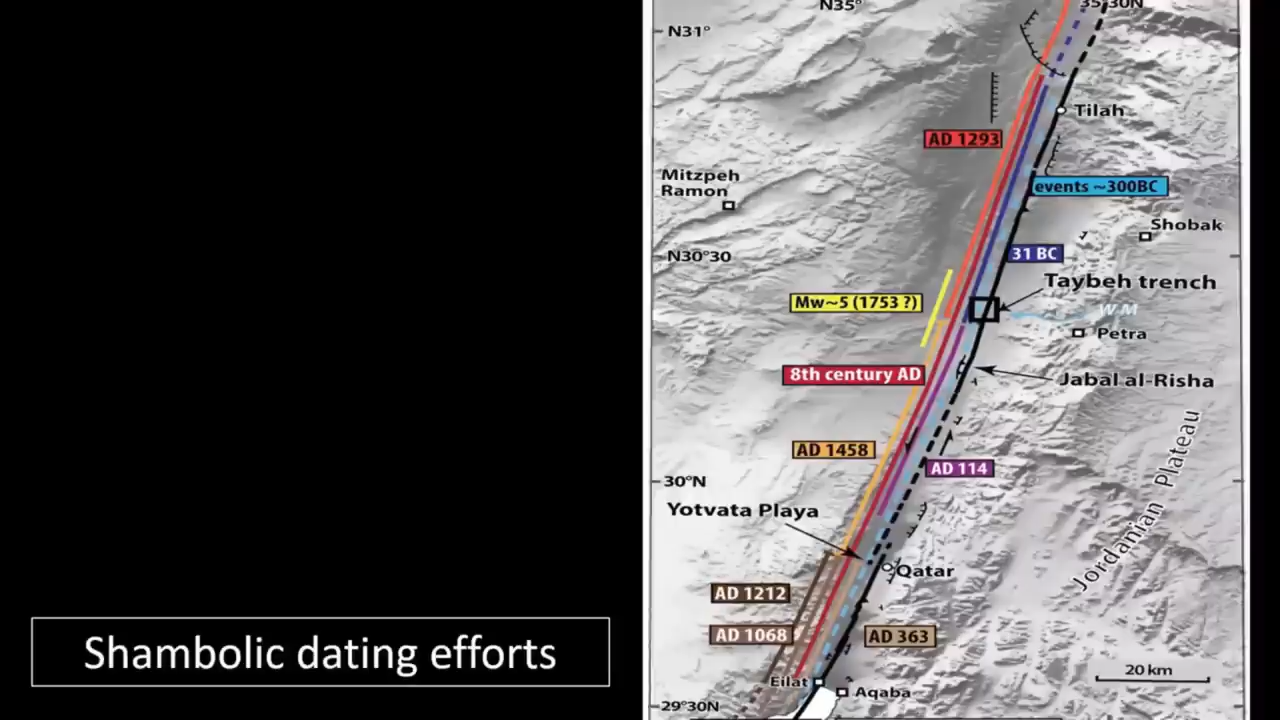 N35°
35°30N
N31°
Tilah
AD 1293
Mitzpeh
Ramon
events ~300BC
Shobak
N30°30
31 BC
Taybeh trench
Mw~5 (1753 ?)
W M
Petra
8th century AD
Jabal al-Risha
AD 1458
AD 114
30°N
Jordanian Plateau
Yotvata Playa
Qatar
AD 1212
AD 1068
AD 363
Shambolic dating efforts
20 km
Eilat
Aqaba
29°30N